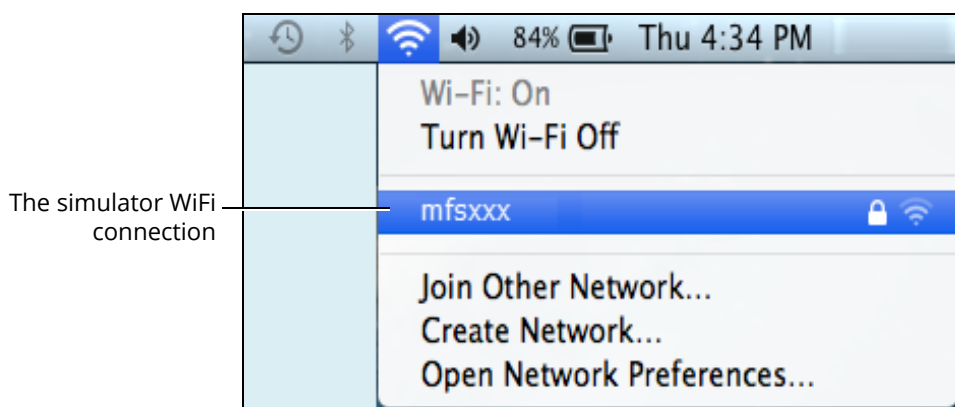 84% Thu 4:34 PM
Wi-Fi: On
Turn Wi-Fi Off
The simulator WiFi
connection
mfsxxx
Join Other Network...
Create Network...
Open Network Preferences...